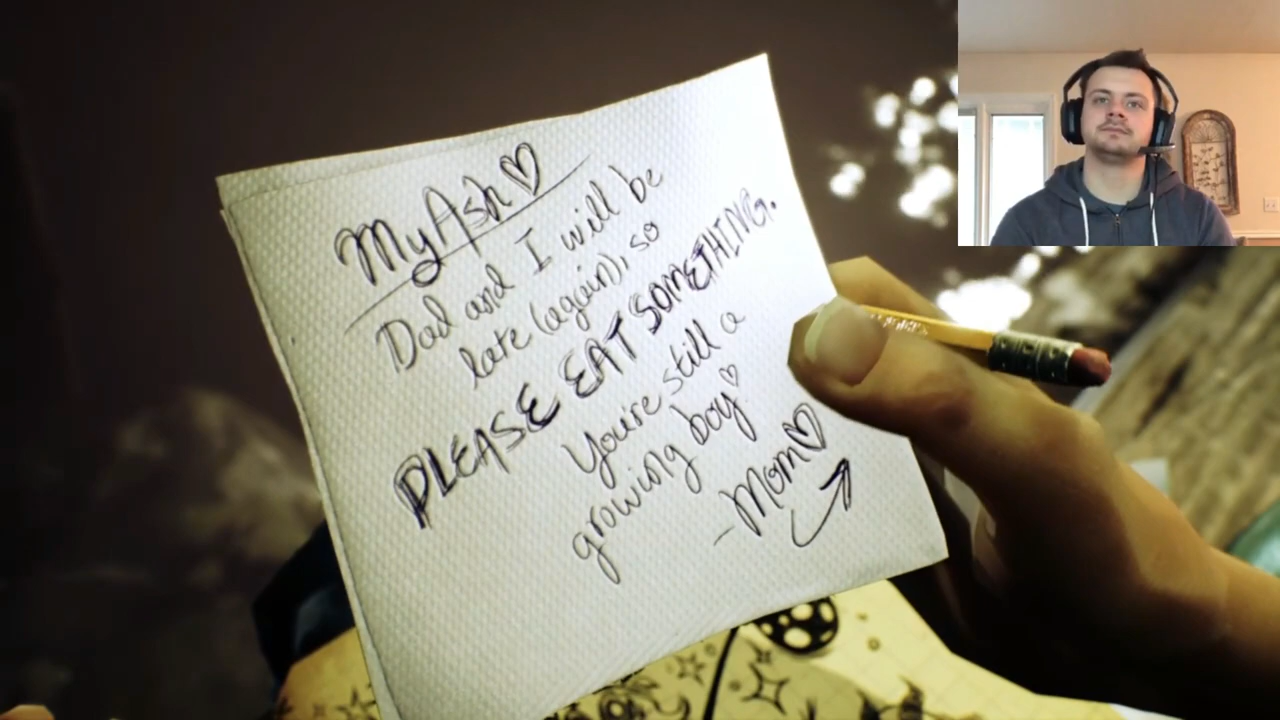 My Ash ♡
Dad and I will be
late (again), so
PLEASE EAT SOMETHING.
You're still a
growing boy ♡
-Mom ♡